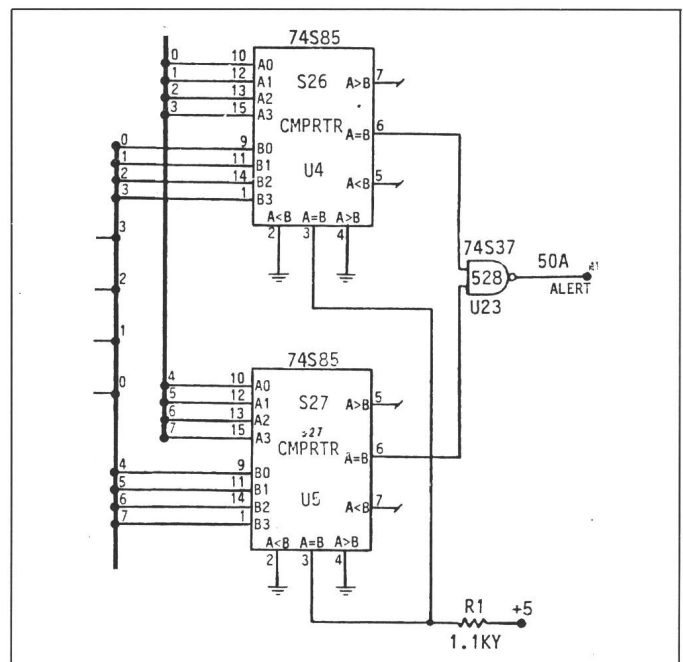 74S85
S26
CMPRTR
U4
0 10 A0
1 12 A1
2 13 A2
3 15 A3
0 9 B0
1 11 B1
2 14 B2
3 1 B3
A>B 7
A=B 6
A<B 5
A<B A=B A>B
2 3 4
3
2
1
0
74S37
528
U23
50A
ALERT
74S85
S27
S27
CMPRTR
U5
4 10 A0
5 12 A1
6 13 A2
7 15 A3
4 9 B0
5 11 B1
6 14 B2
7 1 B3
A>B 5
A=B 6
A<B 7
A<B A=B A>B
2 3 4
R1
+5
1.1KY